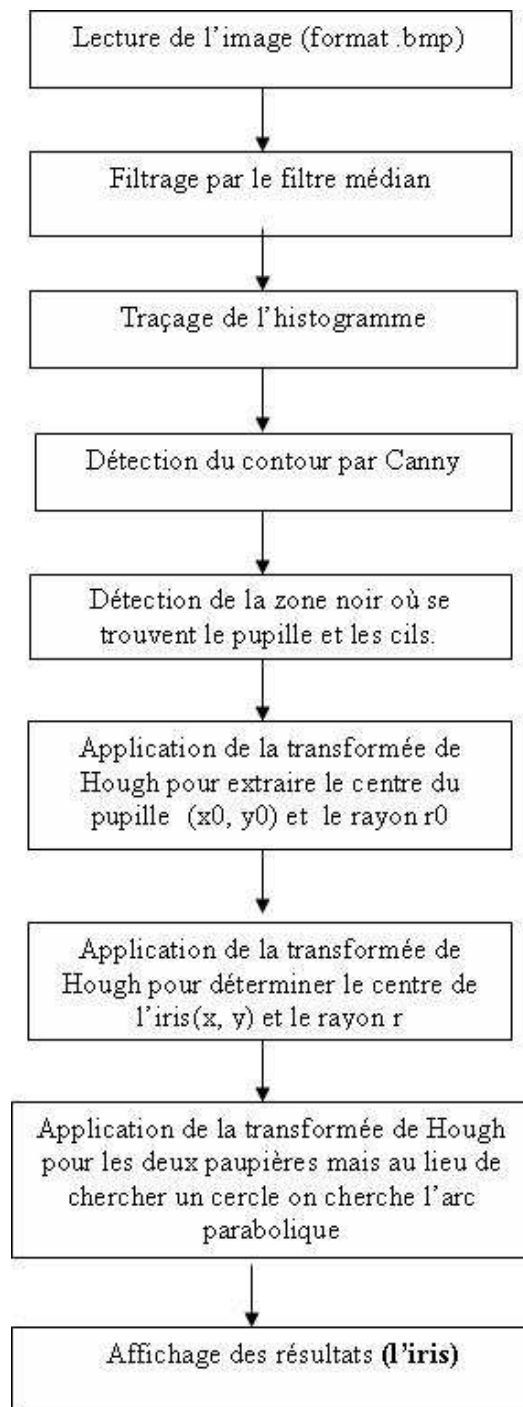 Lecture de l'image (format .bmp)
Filtrage par le filtre médian
Traçage de l'histogramme
Détection du contour par Canny
Détection de la zone noir où se
trouvent le pupille et les cils.
Application de la transformée de
Hough pour extraire le centre du
pupille (x0, y0) et le rayon r0
Application de la transformée de
Hough pour déterminer le centre de
l'iris(x, y) et le rayon r
Application de la transformée de Hough
pour les deux paupières mais au lieu de
chercher un cercle on cherche l'arc
parabolique
Affichage des résultats (l'iris)